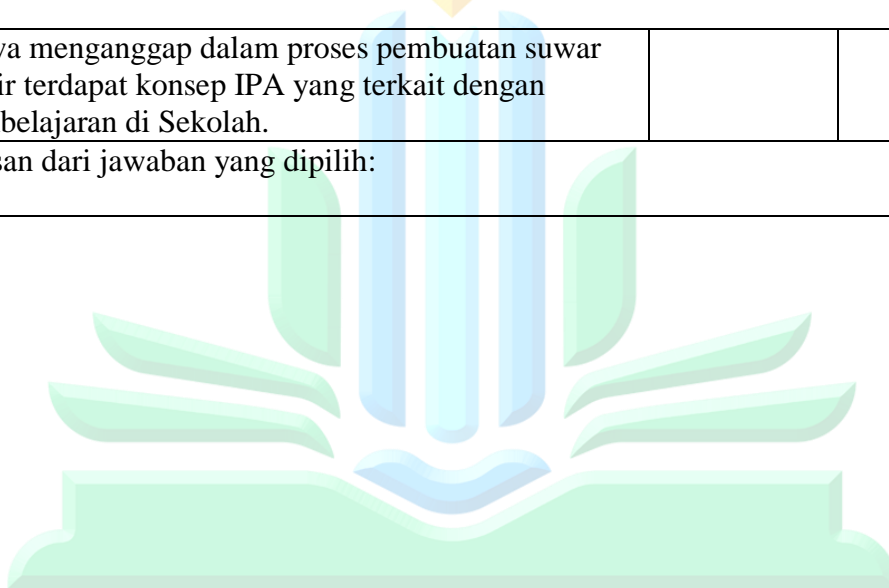 ya menganggap dalam proses pembuatan suwar
ir terdapat konsep IPA yang terkait dengan
belajaran di Sekolah.
san dari jawaban yang dipilih: